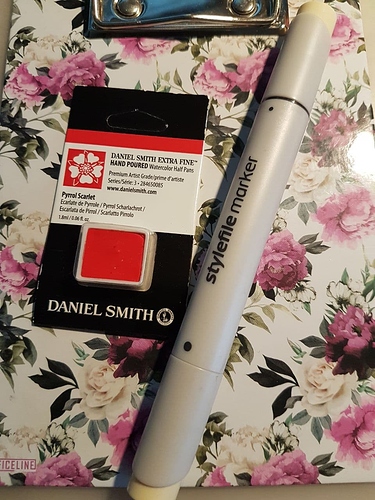 DANIEL SMITH EXTRA FINE™
HAND POURED Watercolor Half Pans
Premium Artist Grade/prime d'artiste
Series/Série: 3 • 284650085
www.danielsmith.com
Pyrrol Scarlet
Écarlate de Pyrrole / Pyrrol Scharlachrot /
Escarlata de Pirrol / Scarlatto Pirrolo
1.8ml / 0.06 fl. oz.
DANIEL SMITH
stylefile marker
FICELINE